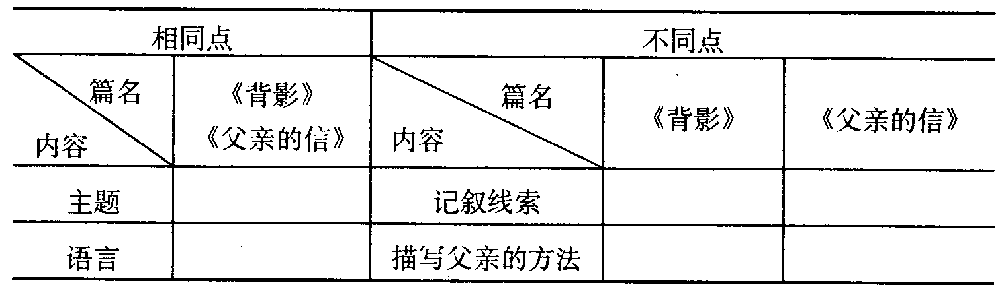 相同点 不同点
篇名 《背影》 篇名
《父亲的信》 《背影》 《父亲的信》
内容 内容
主题 记叙线索
语言 描写父亲的方法